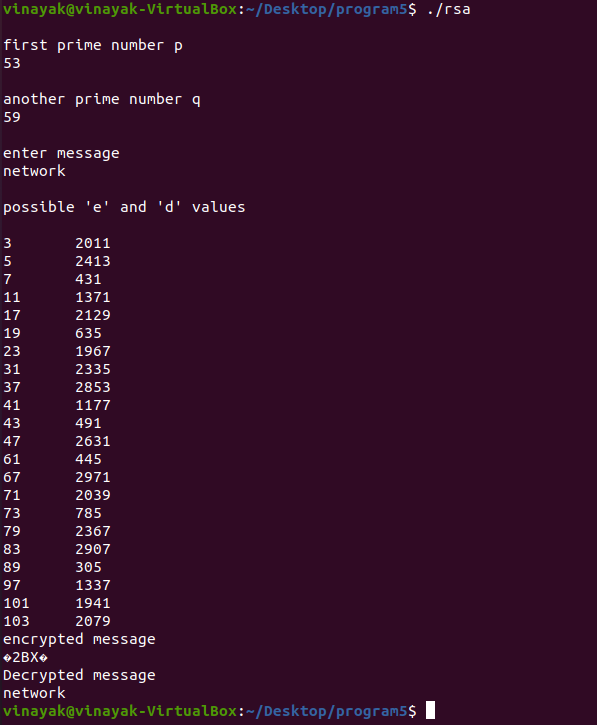 vinayak@vinayak-VirtualBox:~/Desktop/program5$ ./rsa
first prime number p
53
another prime number q
59
enter message
network
possible 'e' and 'd' values
3 2011
5 2413
7 431
11 1371
17 2129
19 635
23 1967
31 2335
37 2853
41 1177
43 491
47 2631
61 445
67 2971
71 2039
73 785
79 2367
83 2907
89 305
97 1337
101 1941
103 2079
encrypted message
�2BX�
Decrypted message
network
vinayak@vinayak-VirtualBox:~/Desktop/program5$